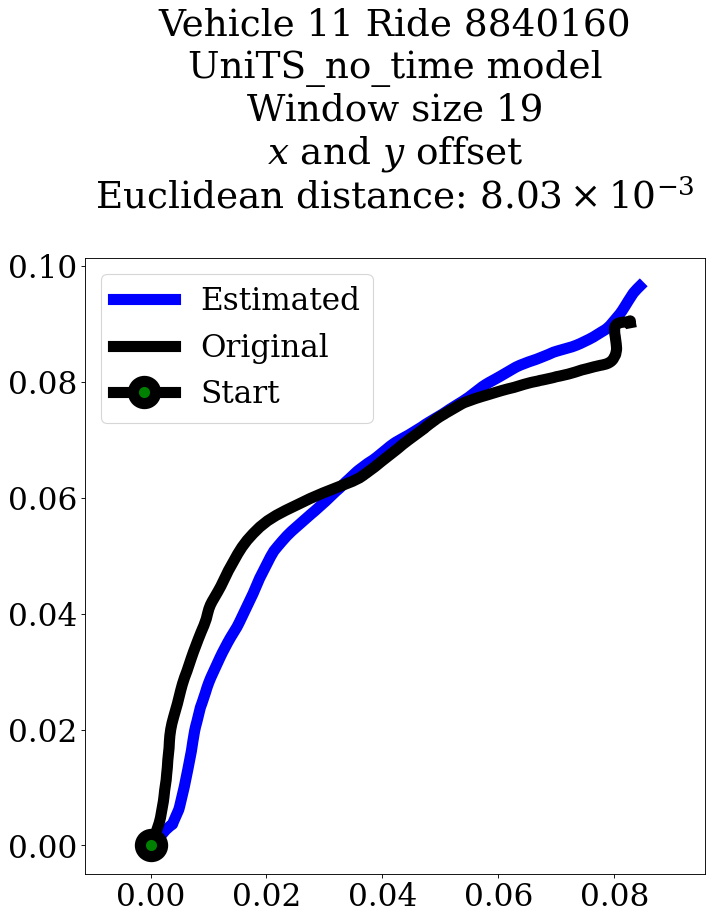 Vehicle 11 Ride 8840160
UniTS_no_time model
Window size 19
x and y offset
Euclidean distance: 8.03 × 10⁻³
0.10
0.08
0.06
0.04
0.02
0.00
Estimated
Original
Start
0.00 0.02 0.04 0.06 0.08